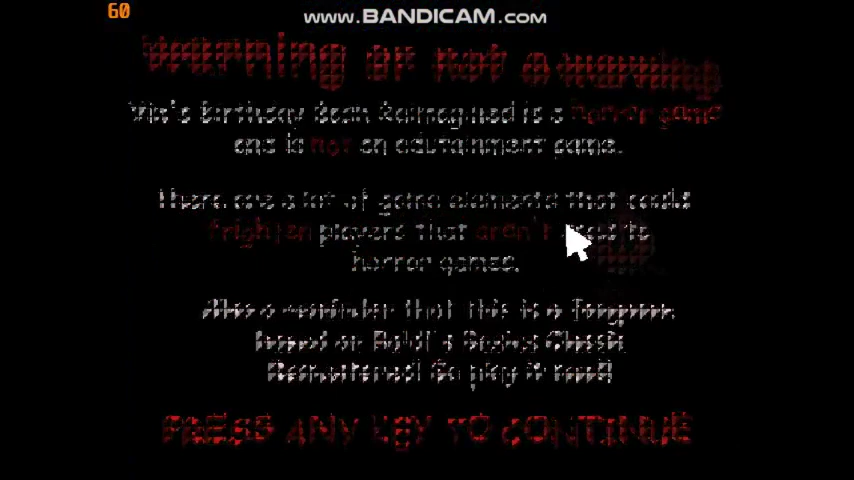 60
www.BANDICAM.com
Warning or not a warning
birthday Bash Reimagined is a horror game
and is not an edutainment game.
There are a lot of game elements that could
frighten players that aren't used to
horror games.
Also a reminder that this is a fangame
based on Baldi's Basics Classic
Remastered! Go play it now!
PRESS ANY KEY TO CONTINUE